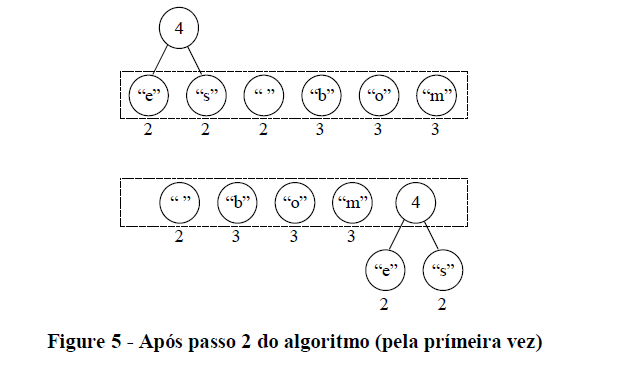 4
“e” “s” “ ” “b” “o” “m”
2 2 2 3 3 3
“ ” “b” “o” “m” 4
2 3 3 3
“e” “s”
2 2
Figure 5 - Após passo 2 do algoritmo (pela prímeira vez)